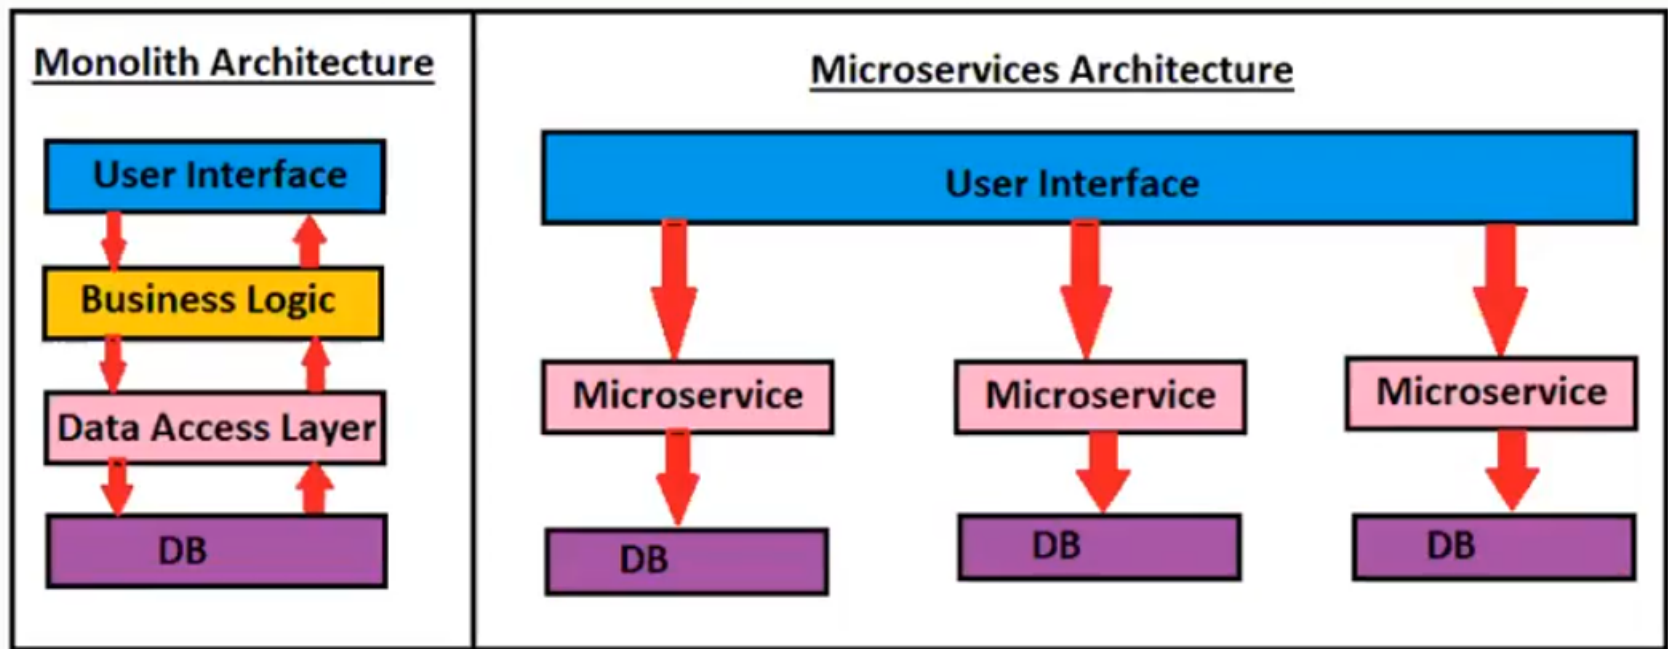 Monolith Architecture
User Interface
Business Logic
Data Access Layer
DB
Microservices Architecture
User Interface
Microservice
Microservice
Microservice
DB
DB
DB